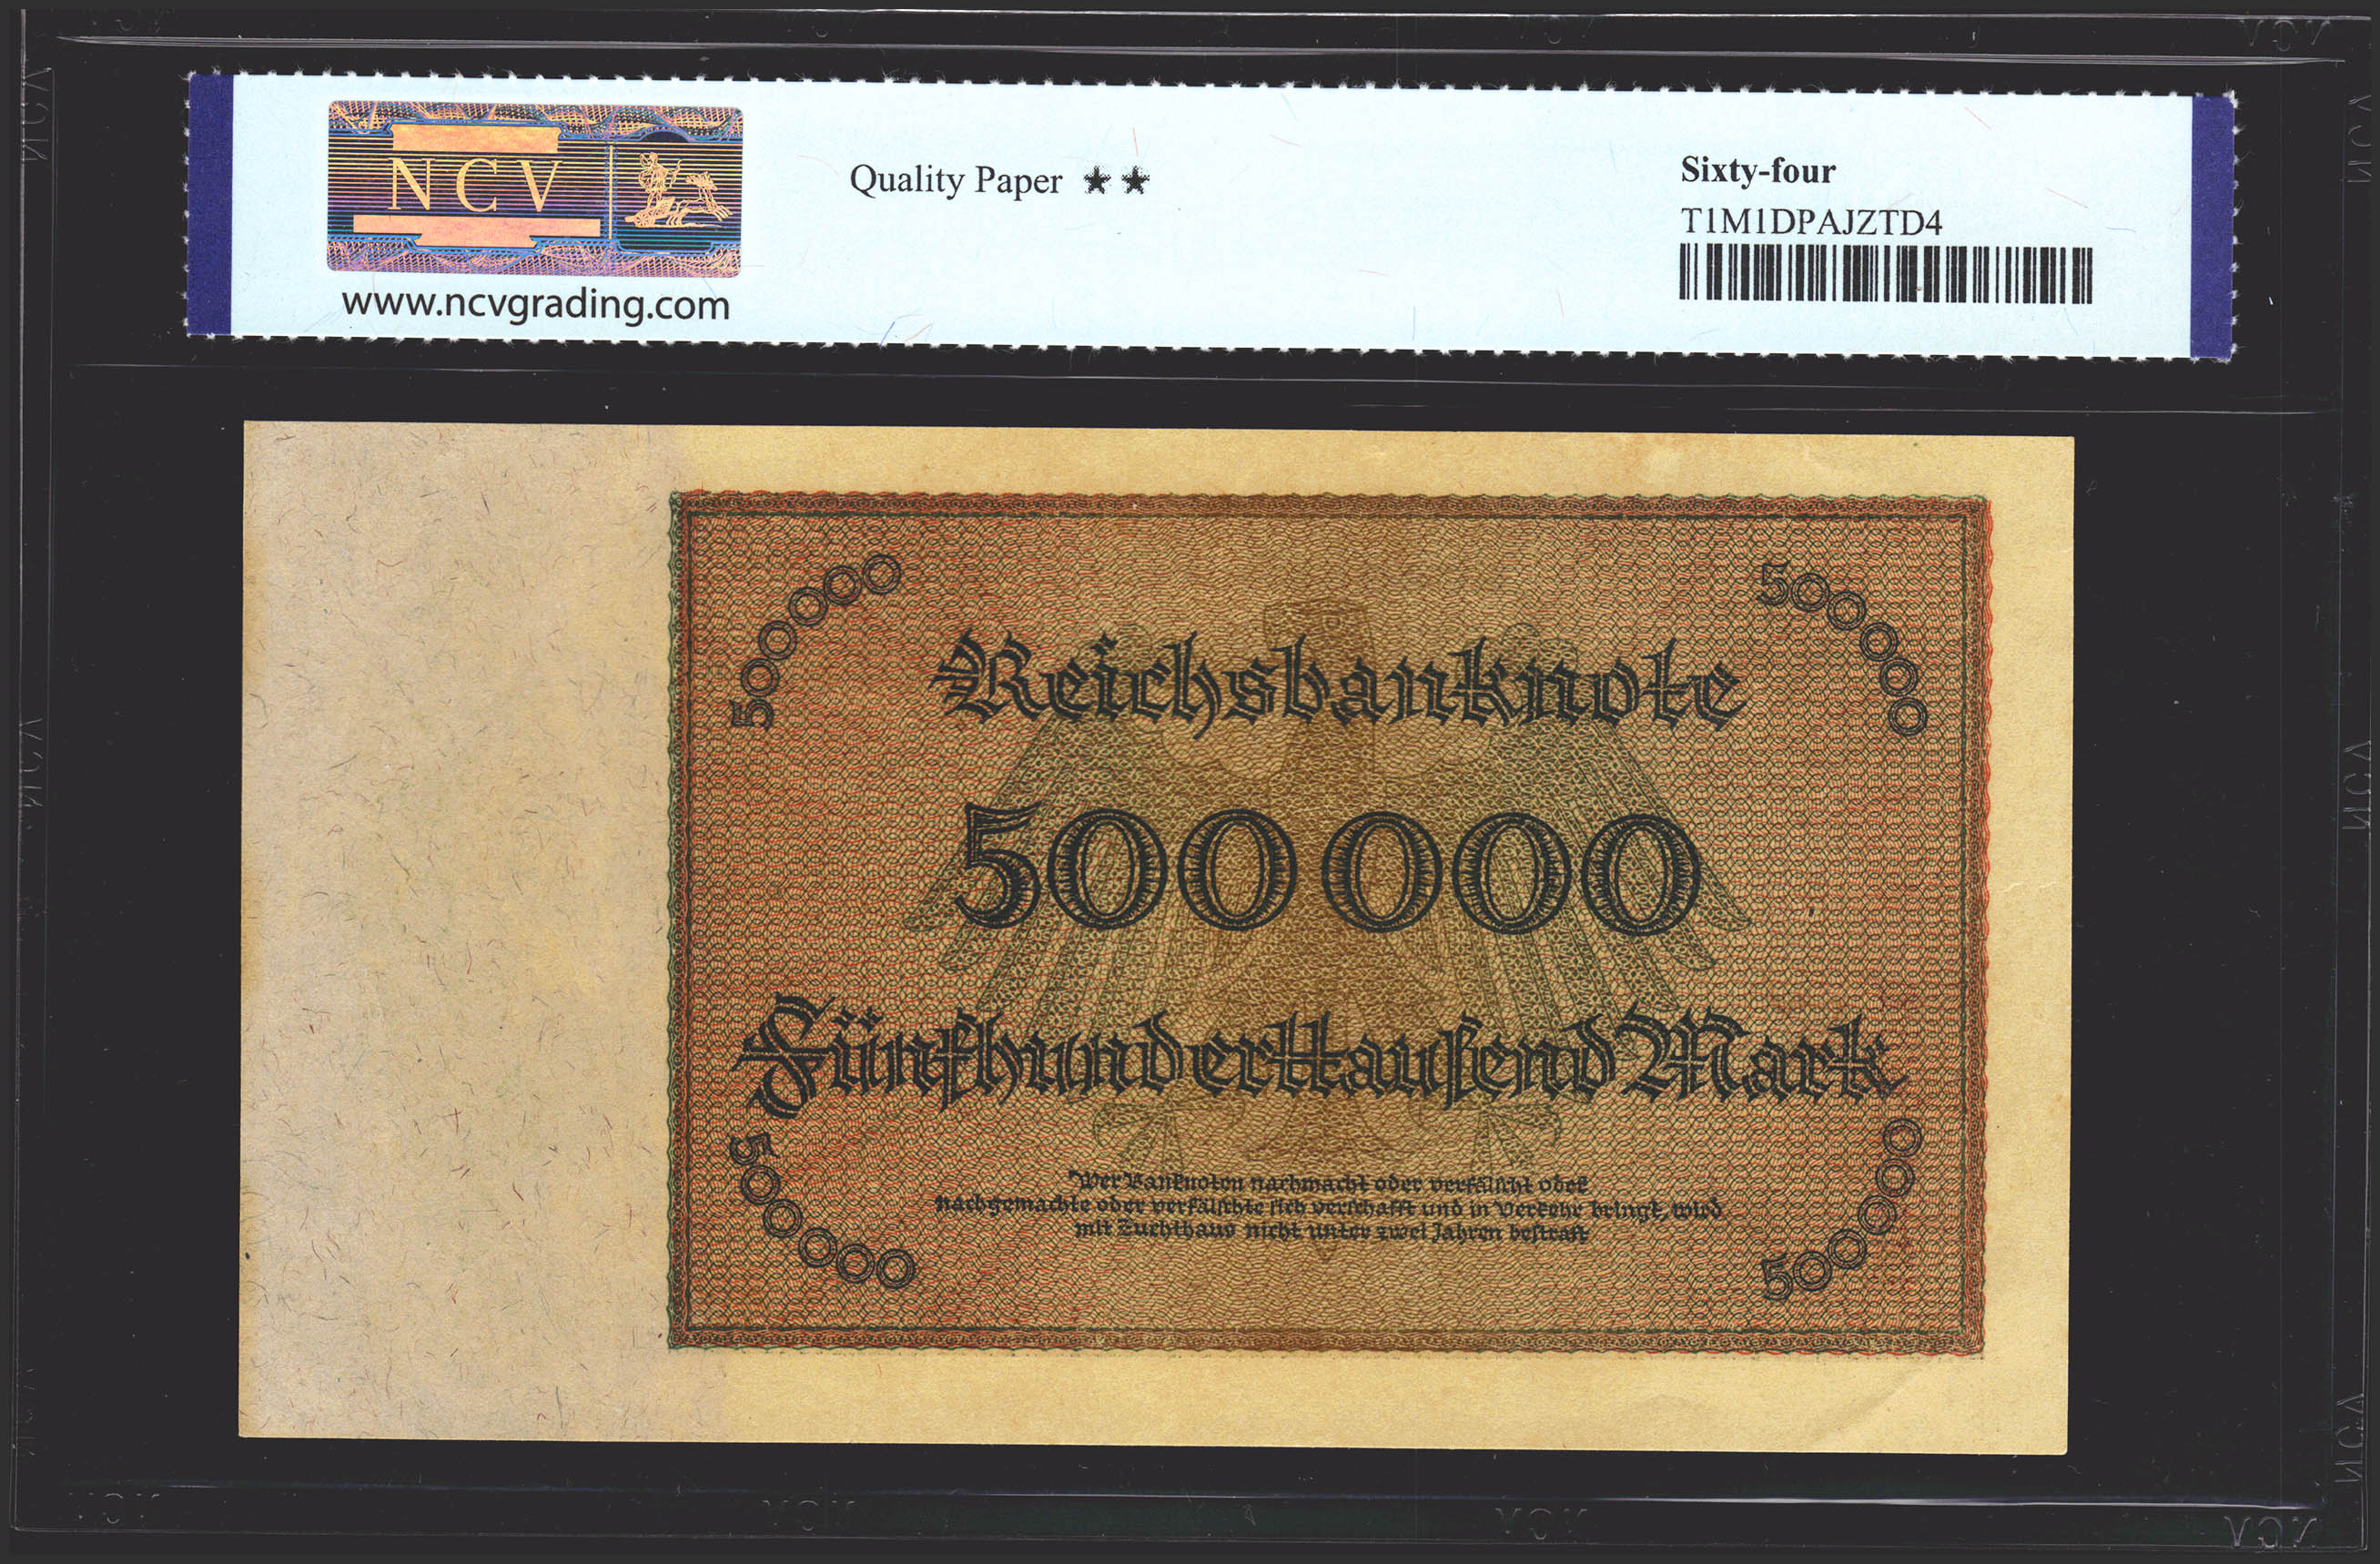 NCV
www.ncvgrading.com
Quality Paper ★★
Sixty-four
T1M1DPAJZTD4
500000
500000
Reichsbanknote
500000
Fünfhunderttauſend Mark
500000
500000
Wer Banknoten nachmacht oder verfälſcht oder
nachgemachte oder verfälſchte ſich verſchafft und in Verkehr bringt, wird
mit Zuchthaus nicht unter zwei Jahren beſtraft